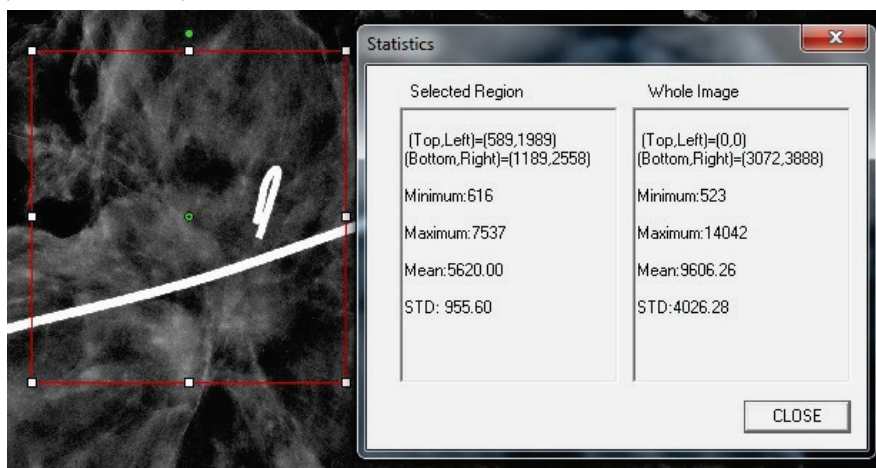 Statistics
Selected Region
(Top,Left)=(589,1989)
(Bottom,Right)=(1189,2558)
Minimum:616
Maximum:7537
Mean:5620.00
STD: 955.60
Whole Image
(Top,Left)=(0,0)
(Bottom,Right)=(3072,3888)
Minimum:523
Maximum:14042
Mean:9606.26
STD:4026.28
CLOSE